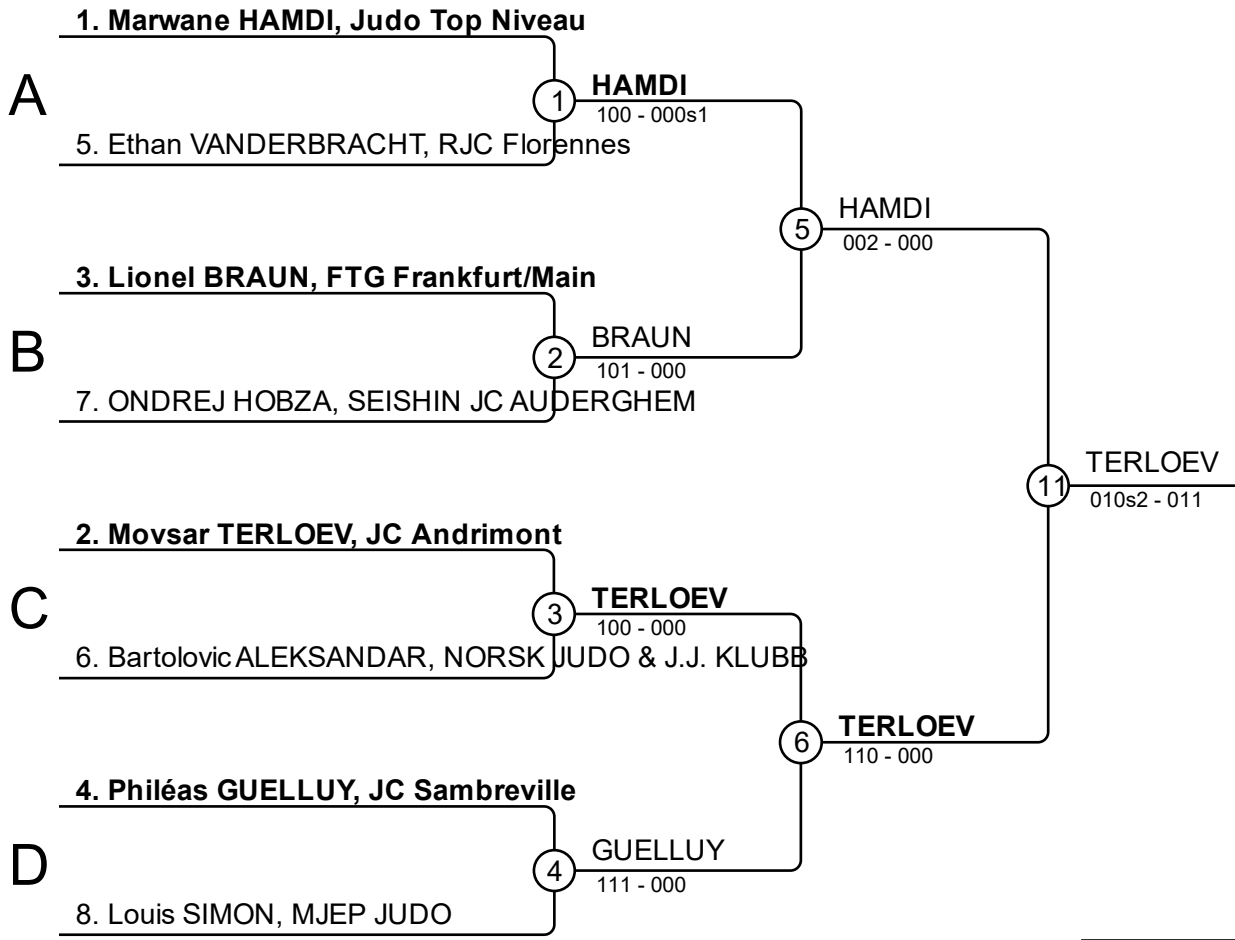 1. Marwane HAMDI, Judo Top Niveau
A
1
HAMDI
100 - 000s1
5. Ethan VANDERBRACHT, RJC Florennes
5
HAMDI
002 - 000
3. Lionel BRAUN, FTG Frankfurt/Main
B
2
BRAUN
101 - 000
7. ONDREJ HOBZA, SEISHIN JC AUDERGHEM
11
TERLOEV
010s2 - 011
2. Movsar TERLOEV, JC Andrimont
C
3
TERLOEV
100 - 000
6. Bartolovic ALEKSANDAR, NORSK JUDO & J.J. KLUBB
6
TERLOEV
110 - 000
4. Philéas GUELLUY, JC Sambreville
D
4
GUELLUY
111 - 000
8. Louis SIMON, MJEP JUDO